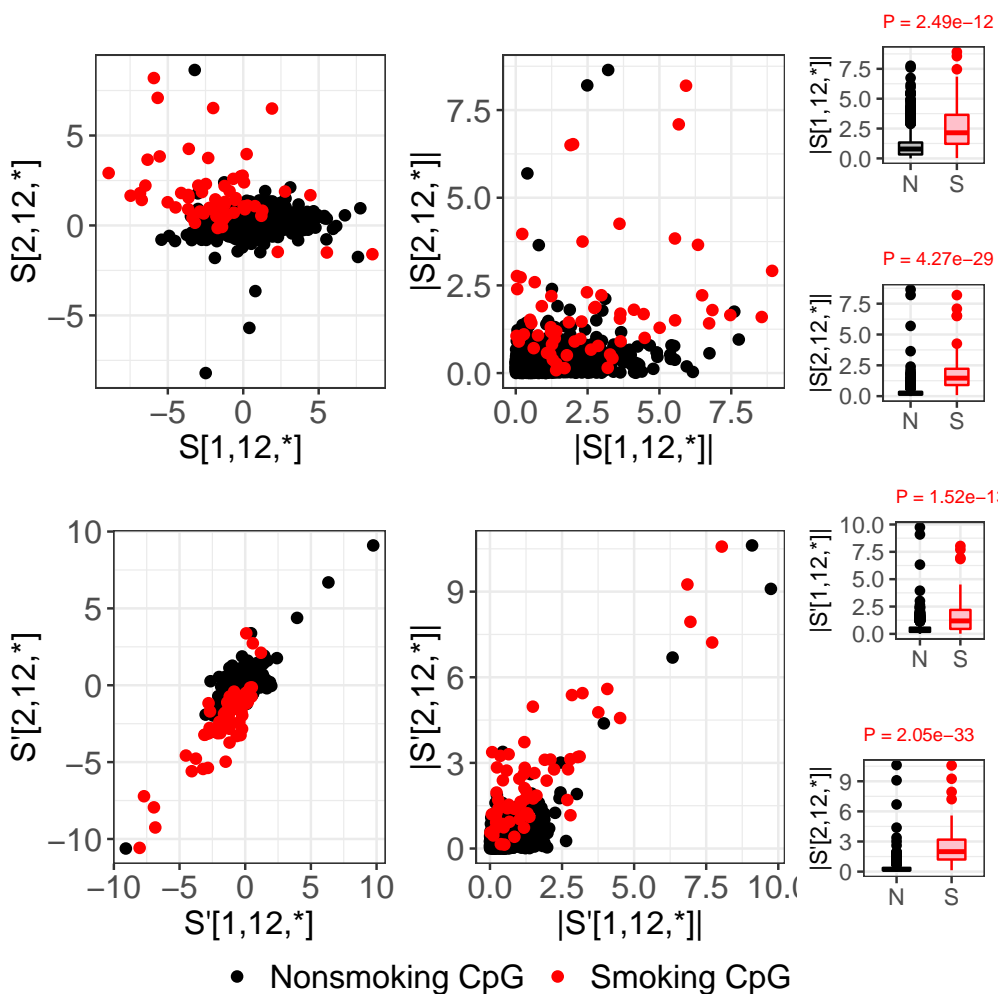 P = 2.49e−12
5
0
−5
S[2,12,*]
−5 0 5
S[1,12,*]
7.5
5.0
2.5
0.0
|S[2,12,*]|
0.0 2.5 5.0 7.5
|S[1,12,*]|
7.5
5.0
2.5
0.0
|S[1,12,*]|
N S
P = 4.27e−29
7.5
5.0
2.5
0.0
|S[2,12,*]|
N S
P = 1.52e−13
10
5
0
−5
−10
S'[2,12,*]
−10 −5 0 5 10
S'[1,12,*]
9
6
3
0
|S'[2,12,*]|
0.0 2.5 5.0 7.5 10.0
|S'[1,12,*]|
10.0
7.5
5.0
2.5
0.0
|S'[1,12,*]|
N S
P = 2.05e−33
9
6
3
0
|S'[2,12,*]|
N S
Nonsmoking CpG Smoking CpG